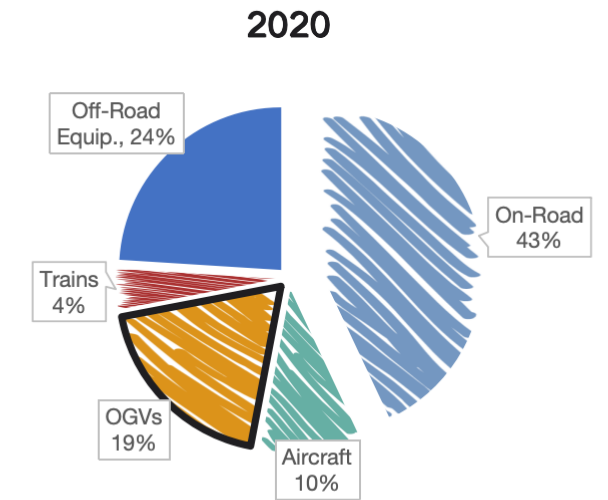 2020
Off-Road
Equip., 24%
On-Road
43%
Trains
4%
OGVs
19%
Aircraft
10%